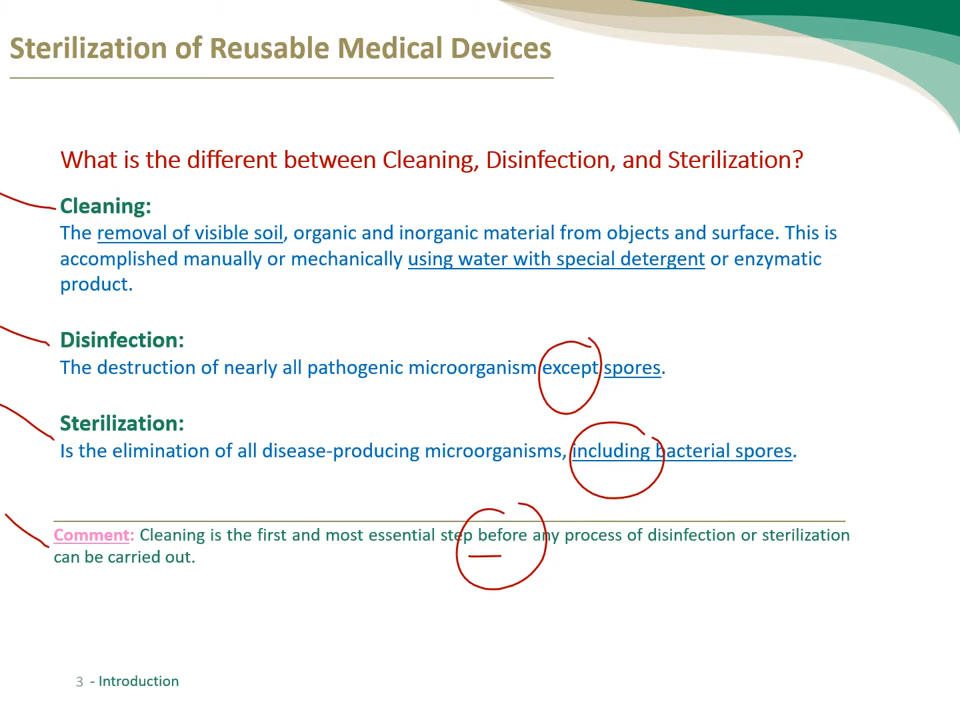 Sterilization of Reusable Medical Devices
What is the different between Cleaning, Disinfection, and Sterilization?
Cleaning:
The removal of visible soil, organic and inorganic material from objects and surface. This is
accomplished manually or mechanically using water with special detergent or enzymatic
product.
Disinfection:
The destruction of nearly all pathogenic microorganism except spores.
Sterilization:
Is the elimination of all disease-producing microorganisms, including bacterial spores.
Comment: Cleaning is the first and most essential step before any process of disinfection or sterilization
can be carried out.
3 - Introduction